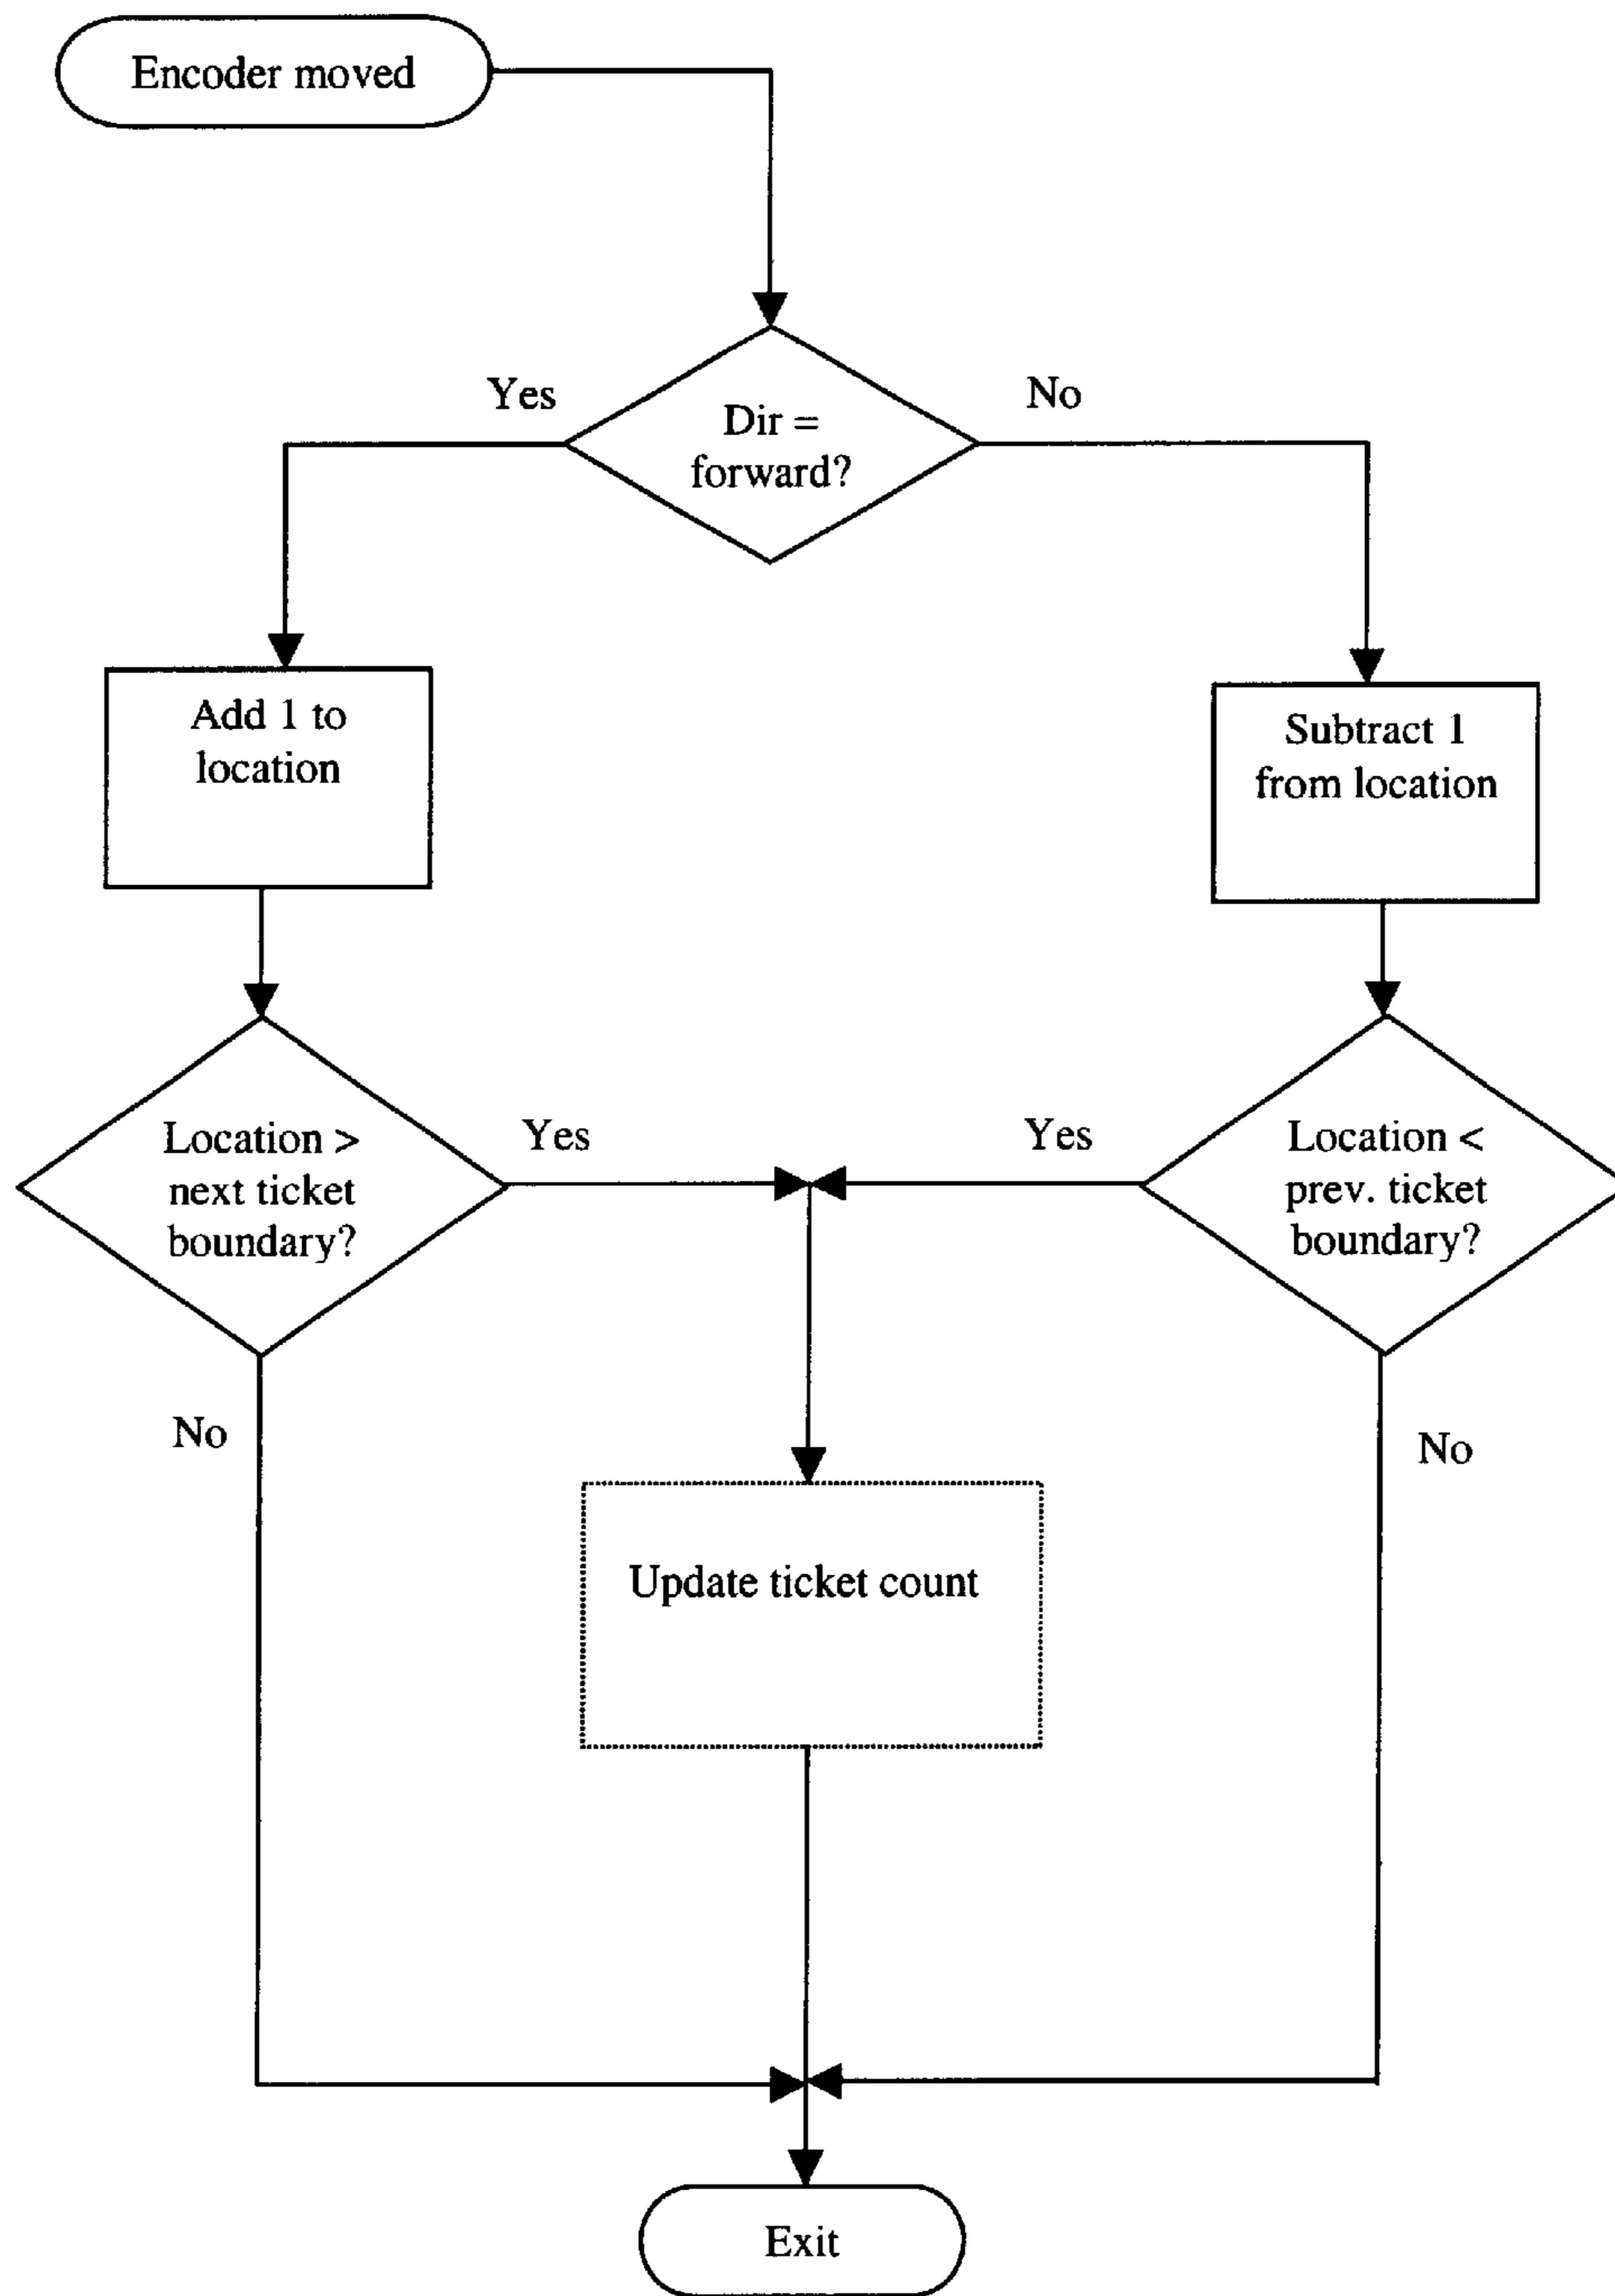 Encoder moved
Yes
No
Dir =
forward?
Add 1 to
location
Subtract 1
from location
Location >
next ticket
boundary?
Yes
Yes
Location <
prev. ticket
boundary?
No
No
Update ticket count
Exit